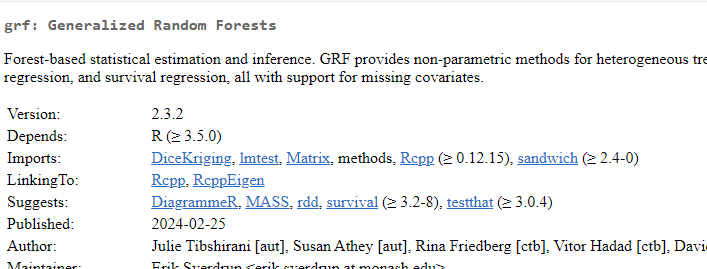 grf: Generalized Random Forests
Forest-based statistical estimation and inference. GRF provides non-parametric methods for heterogeneous tre
regression, and survival regression, all with support for missing covariates.
Version: 2.3.2
Depends: R (≥ 3.5.0)
Imports: DiceKriging, lmtest, Matrix, methods, Rcpp (≥ 0.12.15), sandwich (≥ 2.4-0)
LinkingTo: Rcpp, RcppEigen
Suggests: DiagrammeR, MASS, rdd, survival (≥ 3.2-8), testthat (≥ 3.0.4)
Published: 2024-02-25
Author: Julie Tibshirani [aut], Susan Athey [aut], Rina Friedberg [ctb], Vitor Hadad [ctb], Davi
Maintainer: Erik Sverdrup <erik.sverdrup at monash.edu>